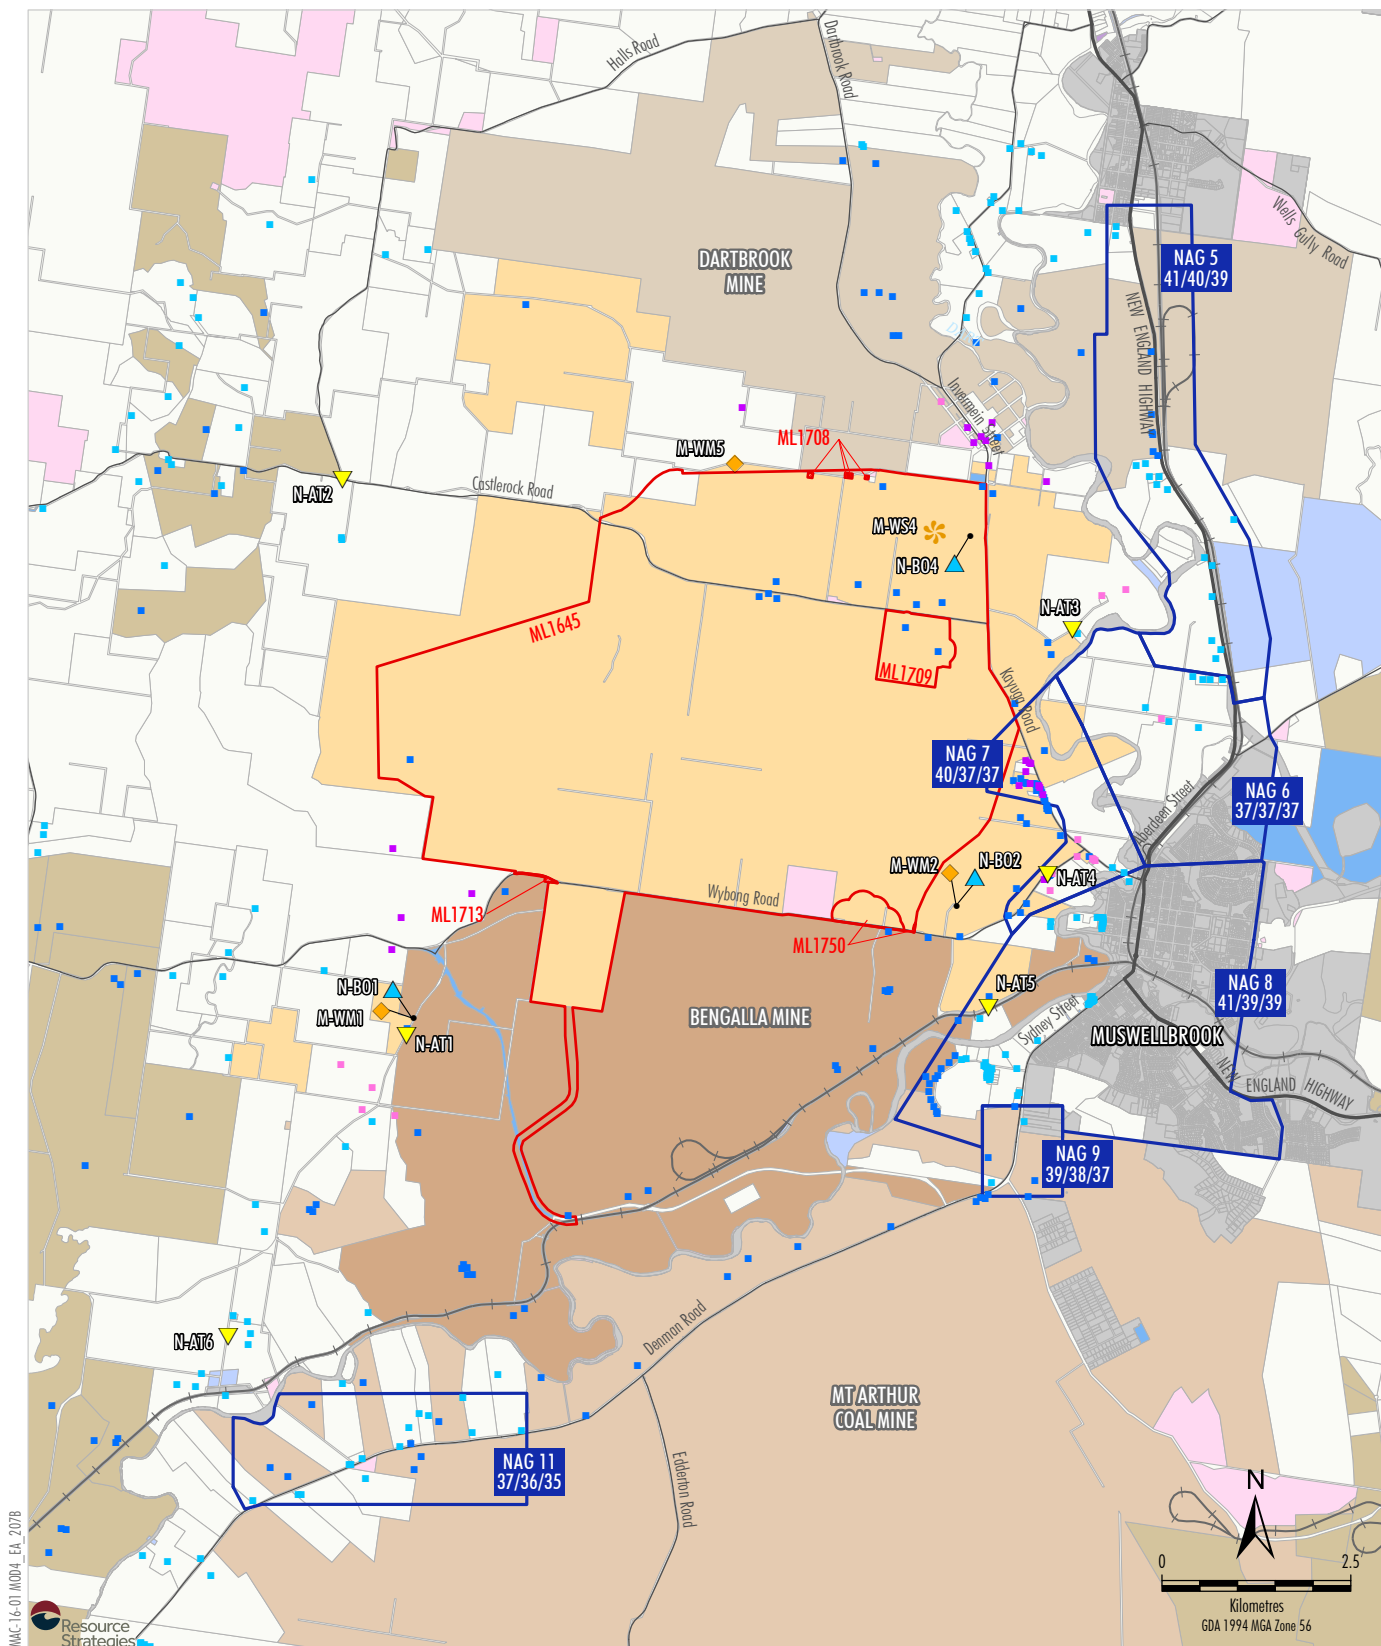 Halls Road
Dartbrook Road
Wells Gully Road
DARTBROOK
MINE
NAG 5
41/40/39
NEW ENGLAND HIGHWAY
Invermein Street
ML1708
M-WM5
N-AT2
Castlerock Road
M-WS4
N-BO4
N-AT3
ML1645
ML1709
Kayuga Road
NAG 7
40/37/37
NAG 6
37/37/37
Aberdeen Street
M-WM2
N-BO2
N-AT4
Wybong Road
ML1713
ML1750
N-BO1
M-WM1
N-AT1
N-AT5
NAG 8
41/39/39
BENGALLA MINE
Sydney Street
MUSWELLBROOK
NEW ENGLAND HIGHWAY
NAG 9
39/38/37
N-AT6
Denman Road
MT ARTHUR
COAL MINE
NAG 11
37/36/35
Edderton Road
N
0 2.5
Kilometres
GDA 1994 MGA Zone 56
MAC-16-01 MOD4_EA_207B
Resource
Strategies